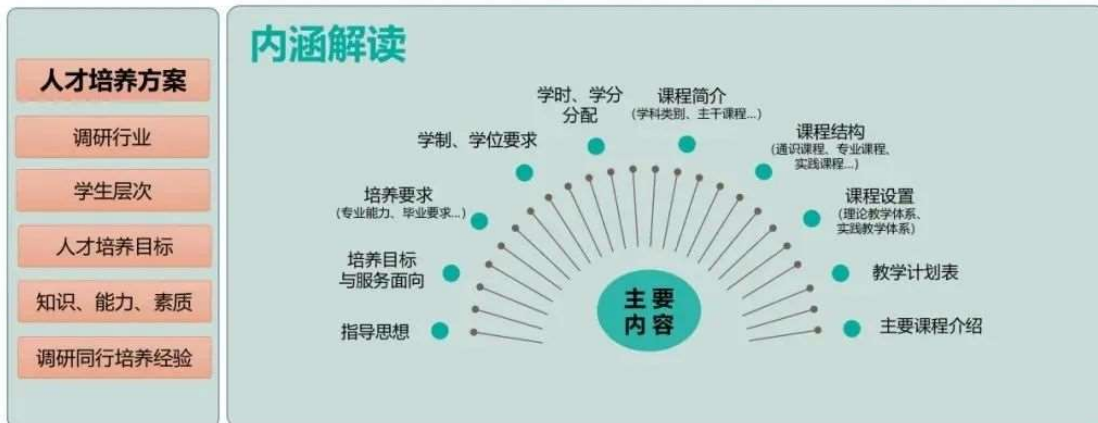 人才培养方案
调研行业
学生层次
人才培养目标
知识、能力、素质
调研同行培养经验
内涵解读
指导思想
培养目标
与服务面向
培养要求
(专业能力、毕业要求...)
学制、学位要求
学时、学分
分配
课程简介
(学科类别、主干课程...)
课程结构
(通识课程、专业课程、
实践课程...)
课程设置
(理论教学体系、
实践教学体系)
教学计划表
主要课程介绍
主要
内容